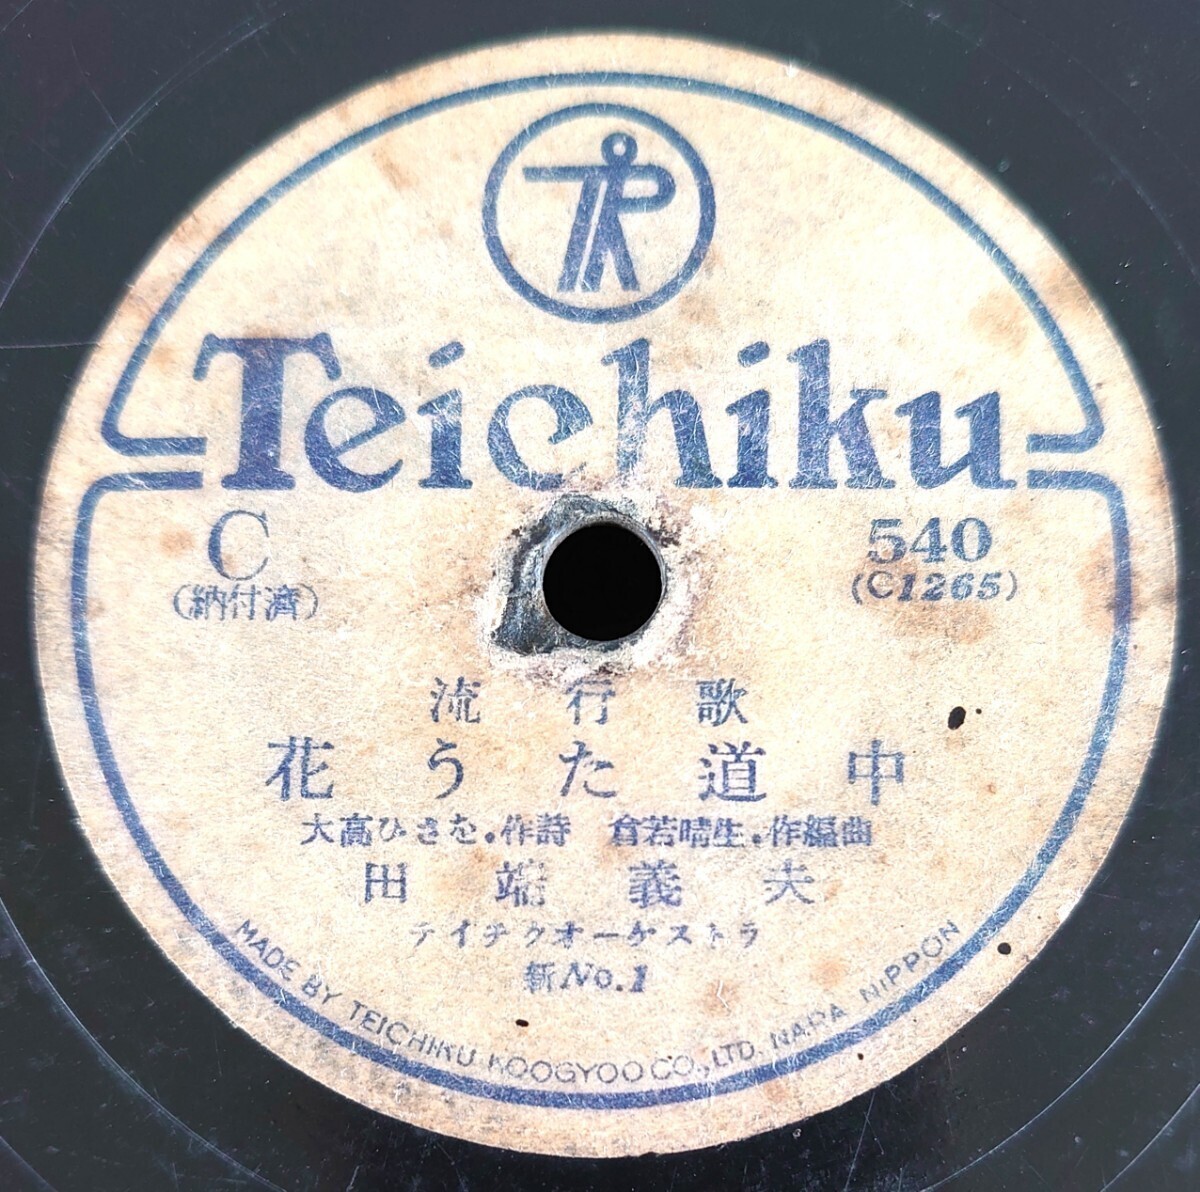 Teichiku
C
(納付濟)
540
(C1265)
流行歌
花うた道中
大高ひさを・作詩 倉若晴生・作編曲
田端義夫
テイチクオーケストラ
新No.1
MADE BY TEICHIKU KOOGYOO CO., LTD. NARA NIPPON